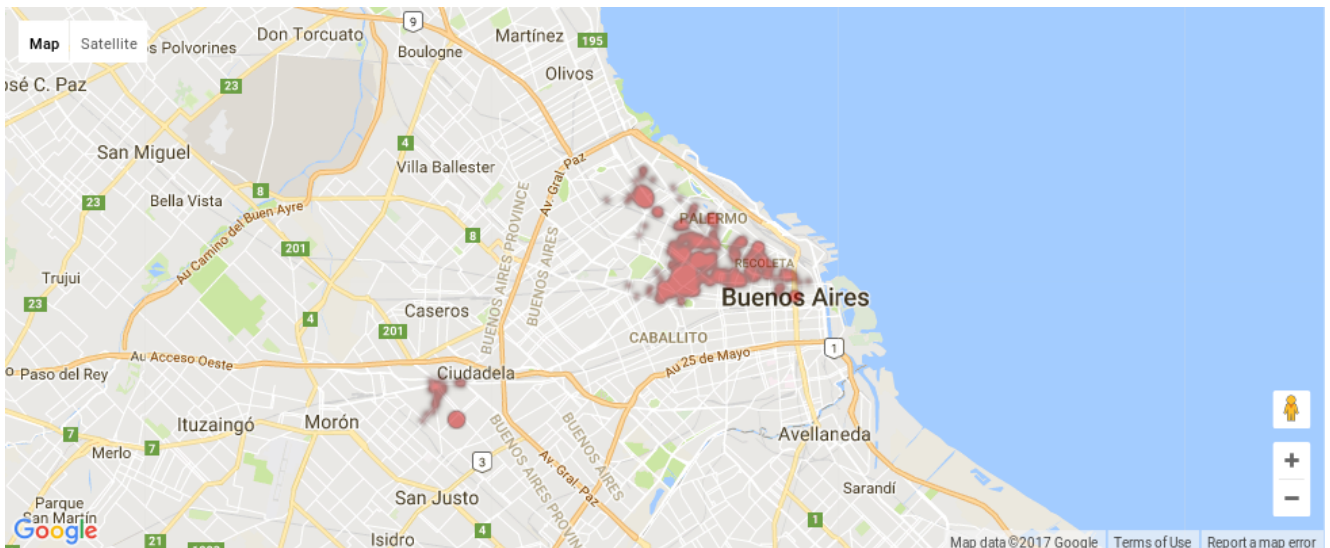 9
Map Satellite
Don Torcuato
Martínez
195
s Polvorines
Boulogne
Olivos
osé C. Paz
23
4
San Miguel
Villa Ballester
Av. Gral. Paz
8
Bella Vista
23
PALERMO
Au Camino del Buen Ayre
8
201
BUENOS AIRES PROVINCE
BUENOS AIRES
RECOLETA
Trujui
23
Buenos Aires
4
Caseros
201
CABALLITO
1
Au Acceso Oeste
Au 25 de Mayo
o Paso del Rey
Ciudadela
Ituzaingó
Morón
7
7
Merlo
Avellaneda
3
BUENOS AIRES PROVIN
BUENOS AIRES
Av. Gral. Paz
San Justo
Sarandí
Parque
San Martín
Google
4
1
21
Isidro
Map data ©2017 Google
Terms of Use
Report a map error